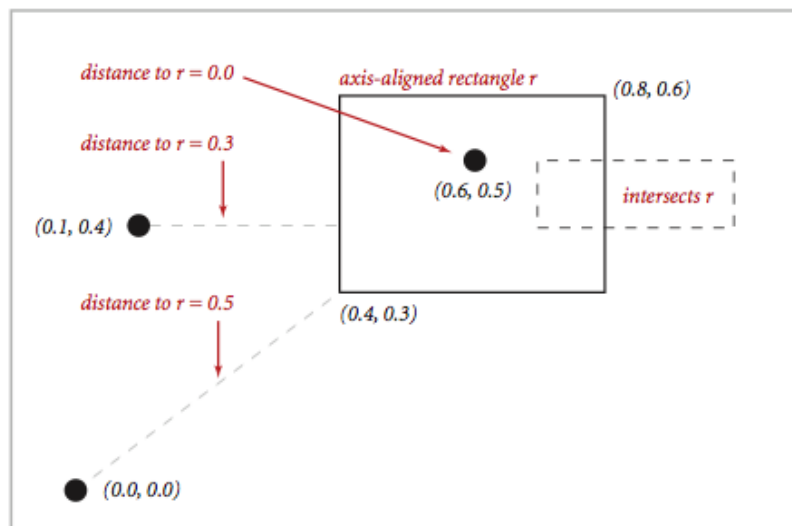 distance to r = 0.0
axis-aligned rectangle r
(0.8, 0.6)
distance to r = 0.3
(0.6, 0.5)
intersects r
(0.1, 0.4)
distance to r = 0.5
(0.4, 0.3)
(0.0, 0.0)